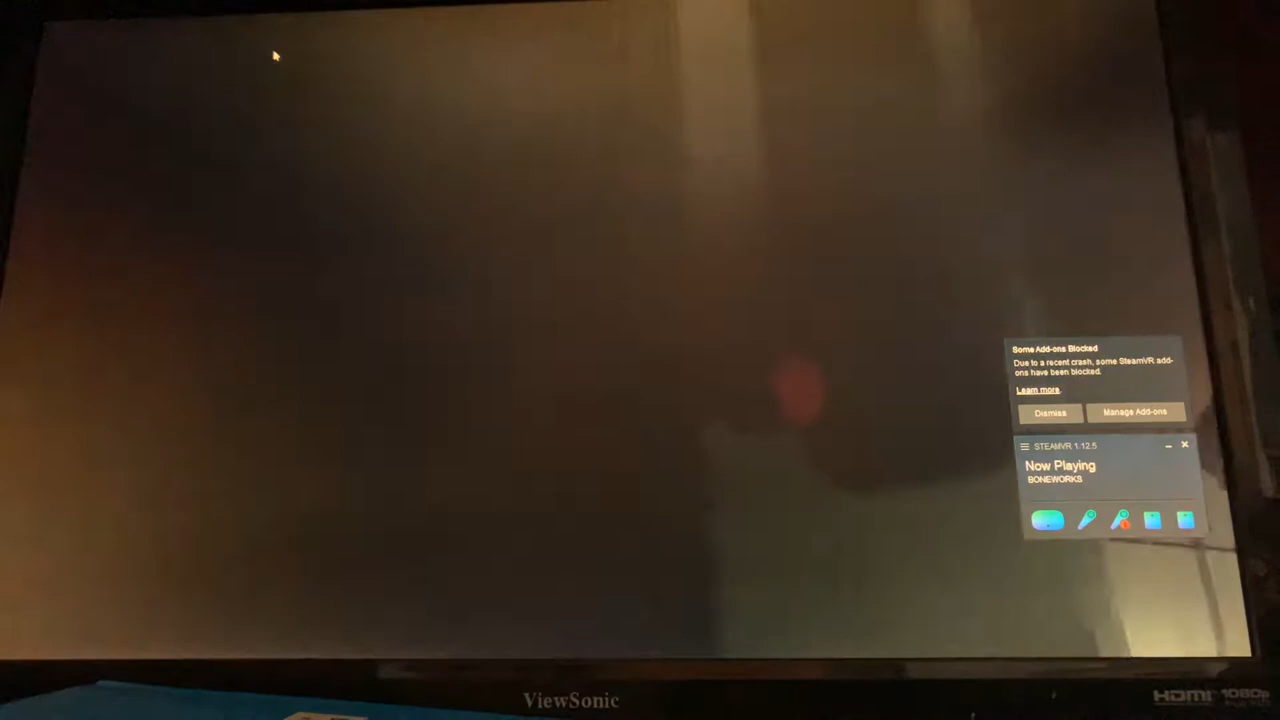 Some Add-ons Blocked
Due to a recent crash, some SteamVR add-
ons have been blocked.
Learn more.
Dismiss
Manage Add-ons
STEAMVR 1.12.5
Now Playing
BONEWORKS
ViewSonic
HDMI 1080p